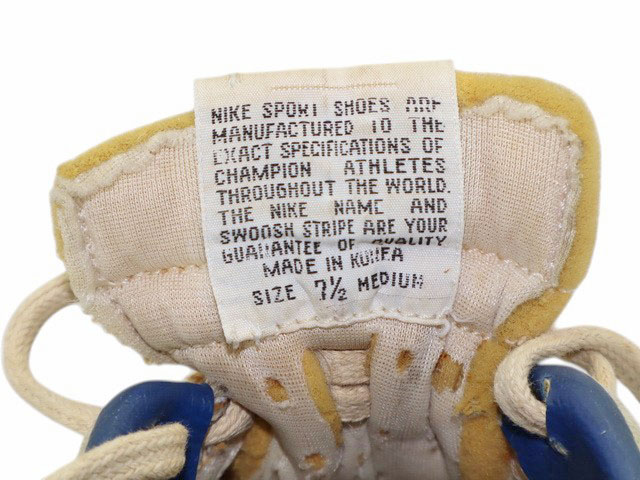 NIKE SPORT SHOES ARE
MANUFACTURED TO THE
EXACT SPECIFICATIONS OF
CHAMPION ATHLETES
THROUGHOUT THE WORLD.
THE NIKE NAME AND
SWOOSH STRIPE ARE YOUR
GUARANTEE OF QUALITY
MADE IN KOREA
SIZE 7½ MEDIUM